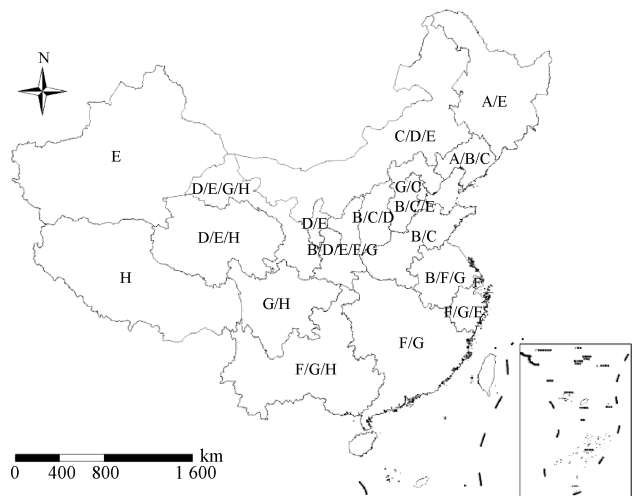 N
A/E
C/D/E
E
A/B/C
D/E/G/H
G/C
B/C/E
D/E
B/C/D
D/E/H
B/C
B/D/E/F/G
H
B/F/G
F
G/H
F/G/E
F/G
F/G/H
km
0 400 800 1 600